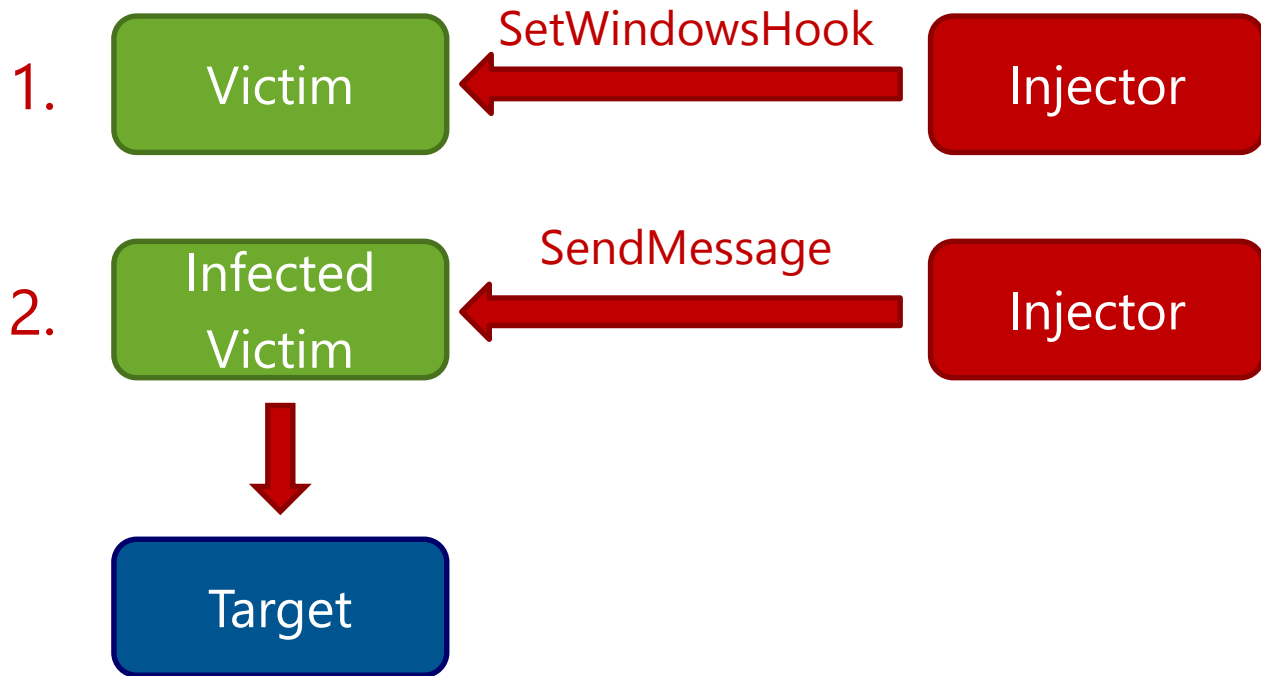 SetWindowsHook
1.
Victim
Injector
SendMessage
2.
Infected
Victim
Injector
Target